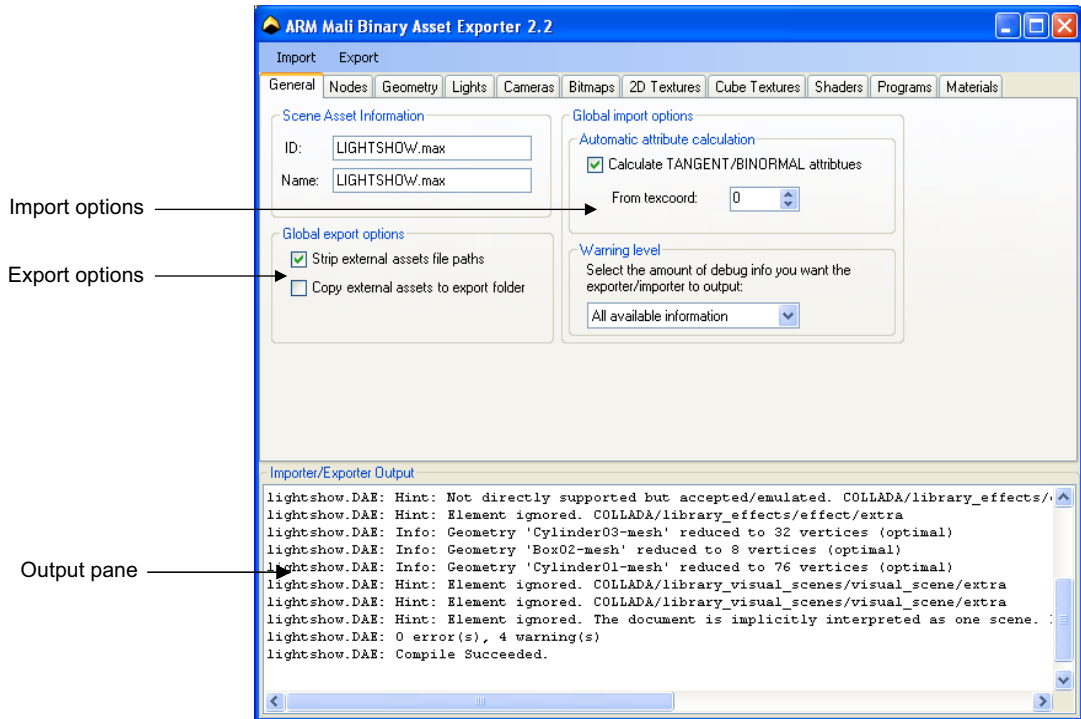 ARM Mali Binary Asset Exporter 2.2
Import Export
General Nodes Geometry Lights Cameras Bitmaps 2D Textures Cube Textures Shaders Programs Materials
Scene Asset Information
ID: LIGHTSHOW.max
Name: LIGHTSHOW.max
Global import options
Automatic attribute calculation
Calculate TANGENT/BINORMAL attribtues
From texcoord: 0
Import options
Global export options
Strip external assets file paths
Copy external assets to export folder
Export options
Warning level
Select the amount of debug info you want the
exporter/importer to output:
All available information
Importer/Exporter Output
lightshow.DAE: Hint: Not directly supported but accepted/emulated. COLLADA/library_effects/
lightshow.DAE: Hint: Element ignored. COLLADA/library_effects/effect/extra
lightshow.DAE: Info: Geometry 'Cylinder03-mesh' reduced to 32 vertices (optimal)
lightshow.DAE: Info: Geometry 'Box02-mesh' reduced to 8 vertices (optimal)
lightshow.DAE: Info: Geometry 'Cylinder01-mesh' reduced to 76 vertices (optimal)
lightshow.DAE: Hint: Element ignored. COLLADA/library_visual_scenes/visual_scene/extra
lightshow.DAE: Hint: Element ignored. COLLADA/library_visual_scenes/visual_scene/extra
lightshow.DAE: Hint: Element ignored. The document is implicitly interpreted as one scene.
lightshow.DAE: 0 error(s), 4 warning(s)
lightshow.DAE: Compile Succeeded.
Output pane